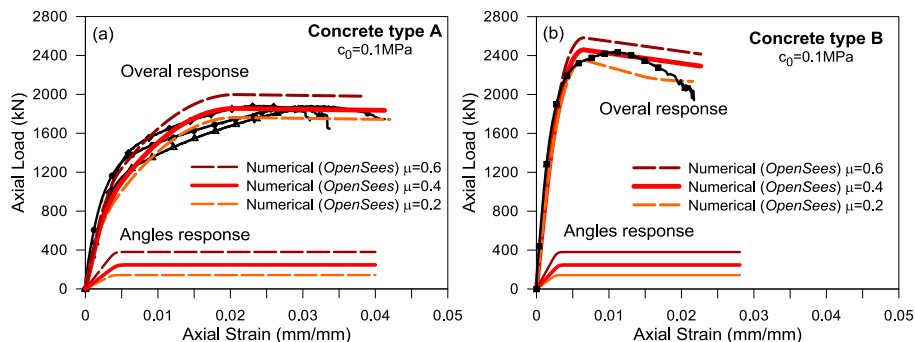 (a)
Concrete type A
c0=0.1MPa
Overal response
Numerical (OpenSees) μ=0.6
Numerical (OpenSees) μ=0.4
Numerical (OpenSees) μ=0.2
Angles response
2800
2400
2000
1600
1200
800
400
0
Axial Load (kN)
0 0.01 0.02 0.03 0.04 0.05
Axial Strain (mm/mm)
(b)
Concrete type B
c0=0.1MPa
Overal response
Numerical (OpenSees) μ=0.6
Numerical (OpenSees) μ=0.4
Numerical (OpenSees) μ=0.2
Angles response
2800
2400
2000
1600
1200
800
400
0
Axial Load (kN)
0 0.01 0.02 0.03 0.04 0.05
Axial Strain (mm/mm)